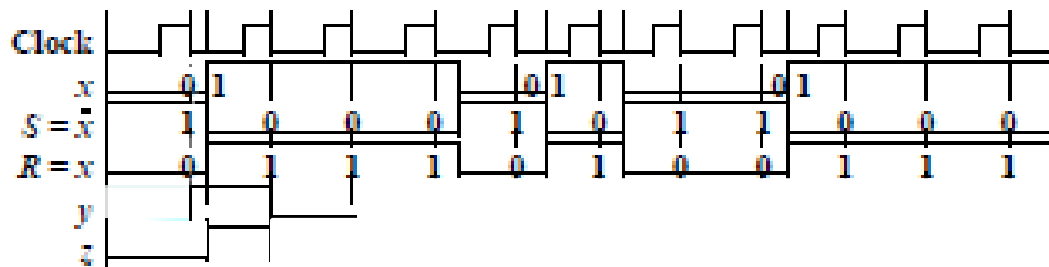 Clock
x 0 1 0 1 0 1
S = x̄ 1 0 0 0 1 0 1 1 0 0 0
R = x 0 1 1 1 0 1 0 0 1 1 1
y
z